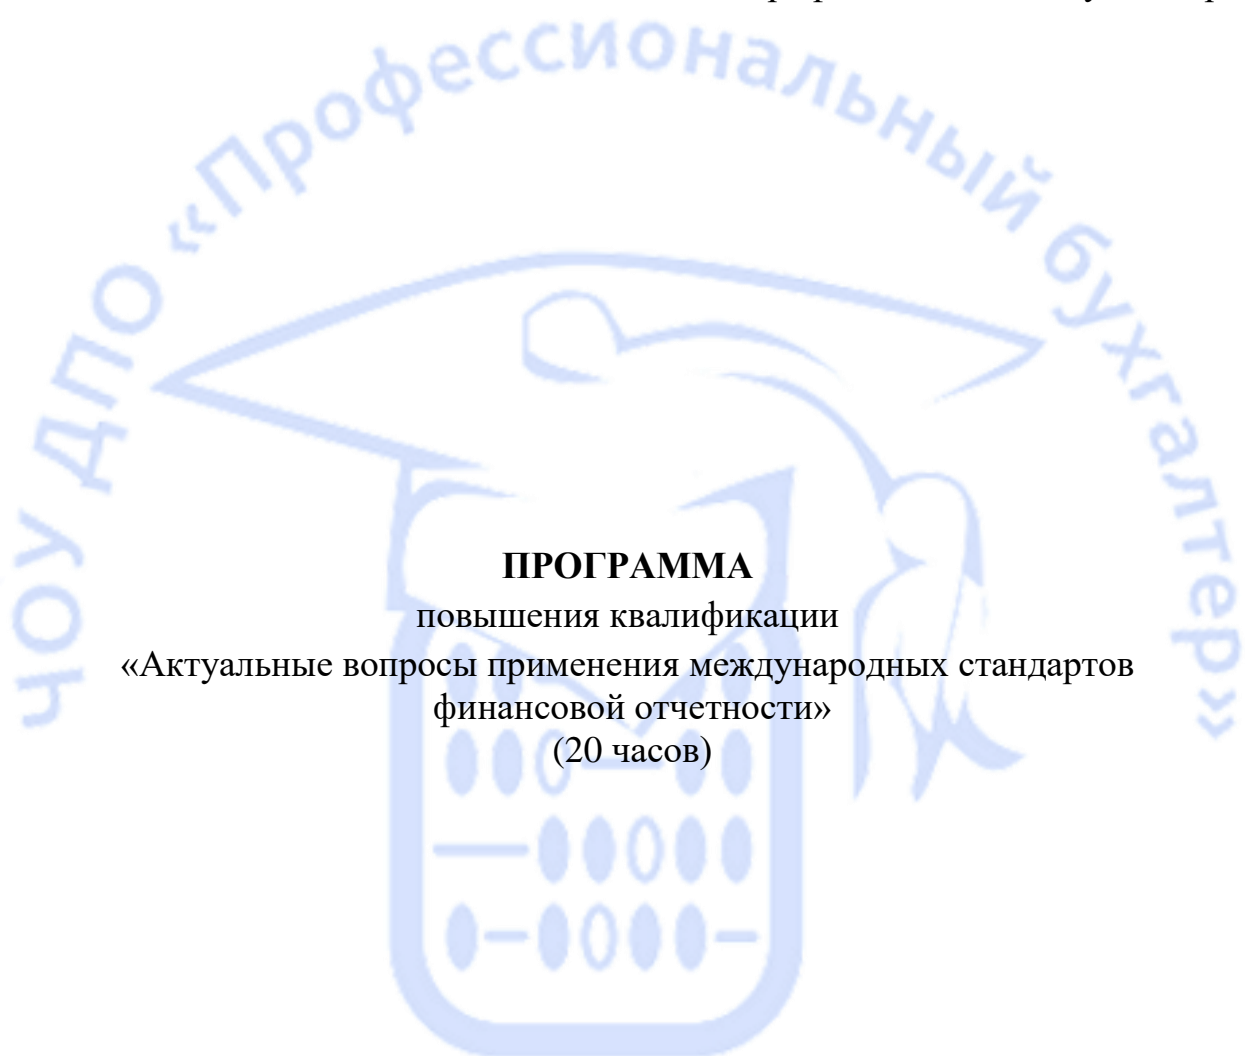 ЧОУ ДПО «Профессиональный бухгалтер»
ПРОГРАММА
повышения квалификации
«Актуальные вопросы применения международных стандартов
финансовой отчетности»
(20 часов)